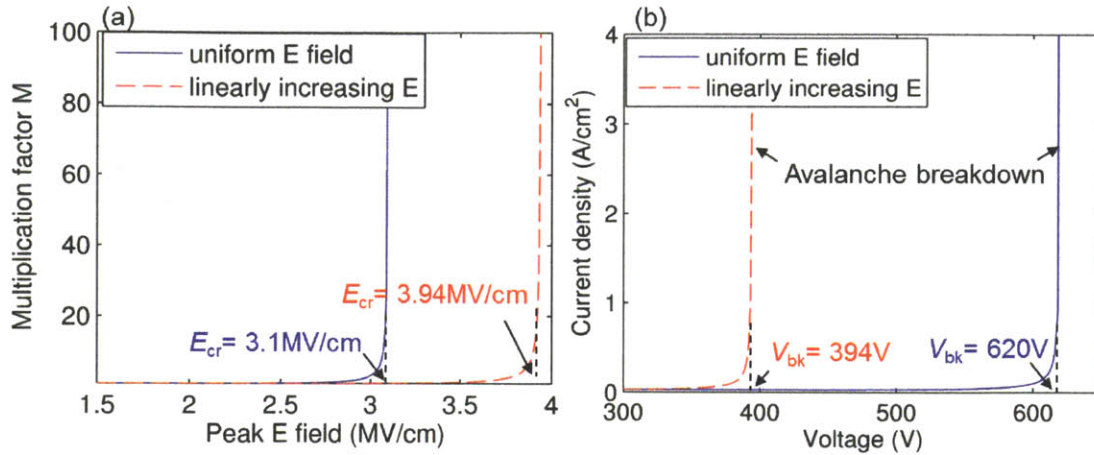 (a)
100
80
60
40
20
Multiplication factor M
uniform E field
linearly increasing E
E_cr= 3.94MV/cm
E_cr= 3.1MV/cm
1.5 2 2.5 3 3.5 4
Peak E field (MV/cm)
(b)
4
3
2
1
0
Current density (A/cm²)
uniform E field
linearly increasing E
Avalanche breakdown
V_bk= 394V
V_bk= 620V
300 400 500 600
Voltage (V)